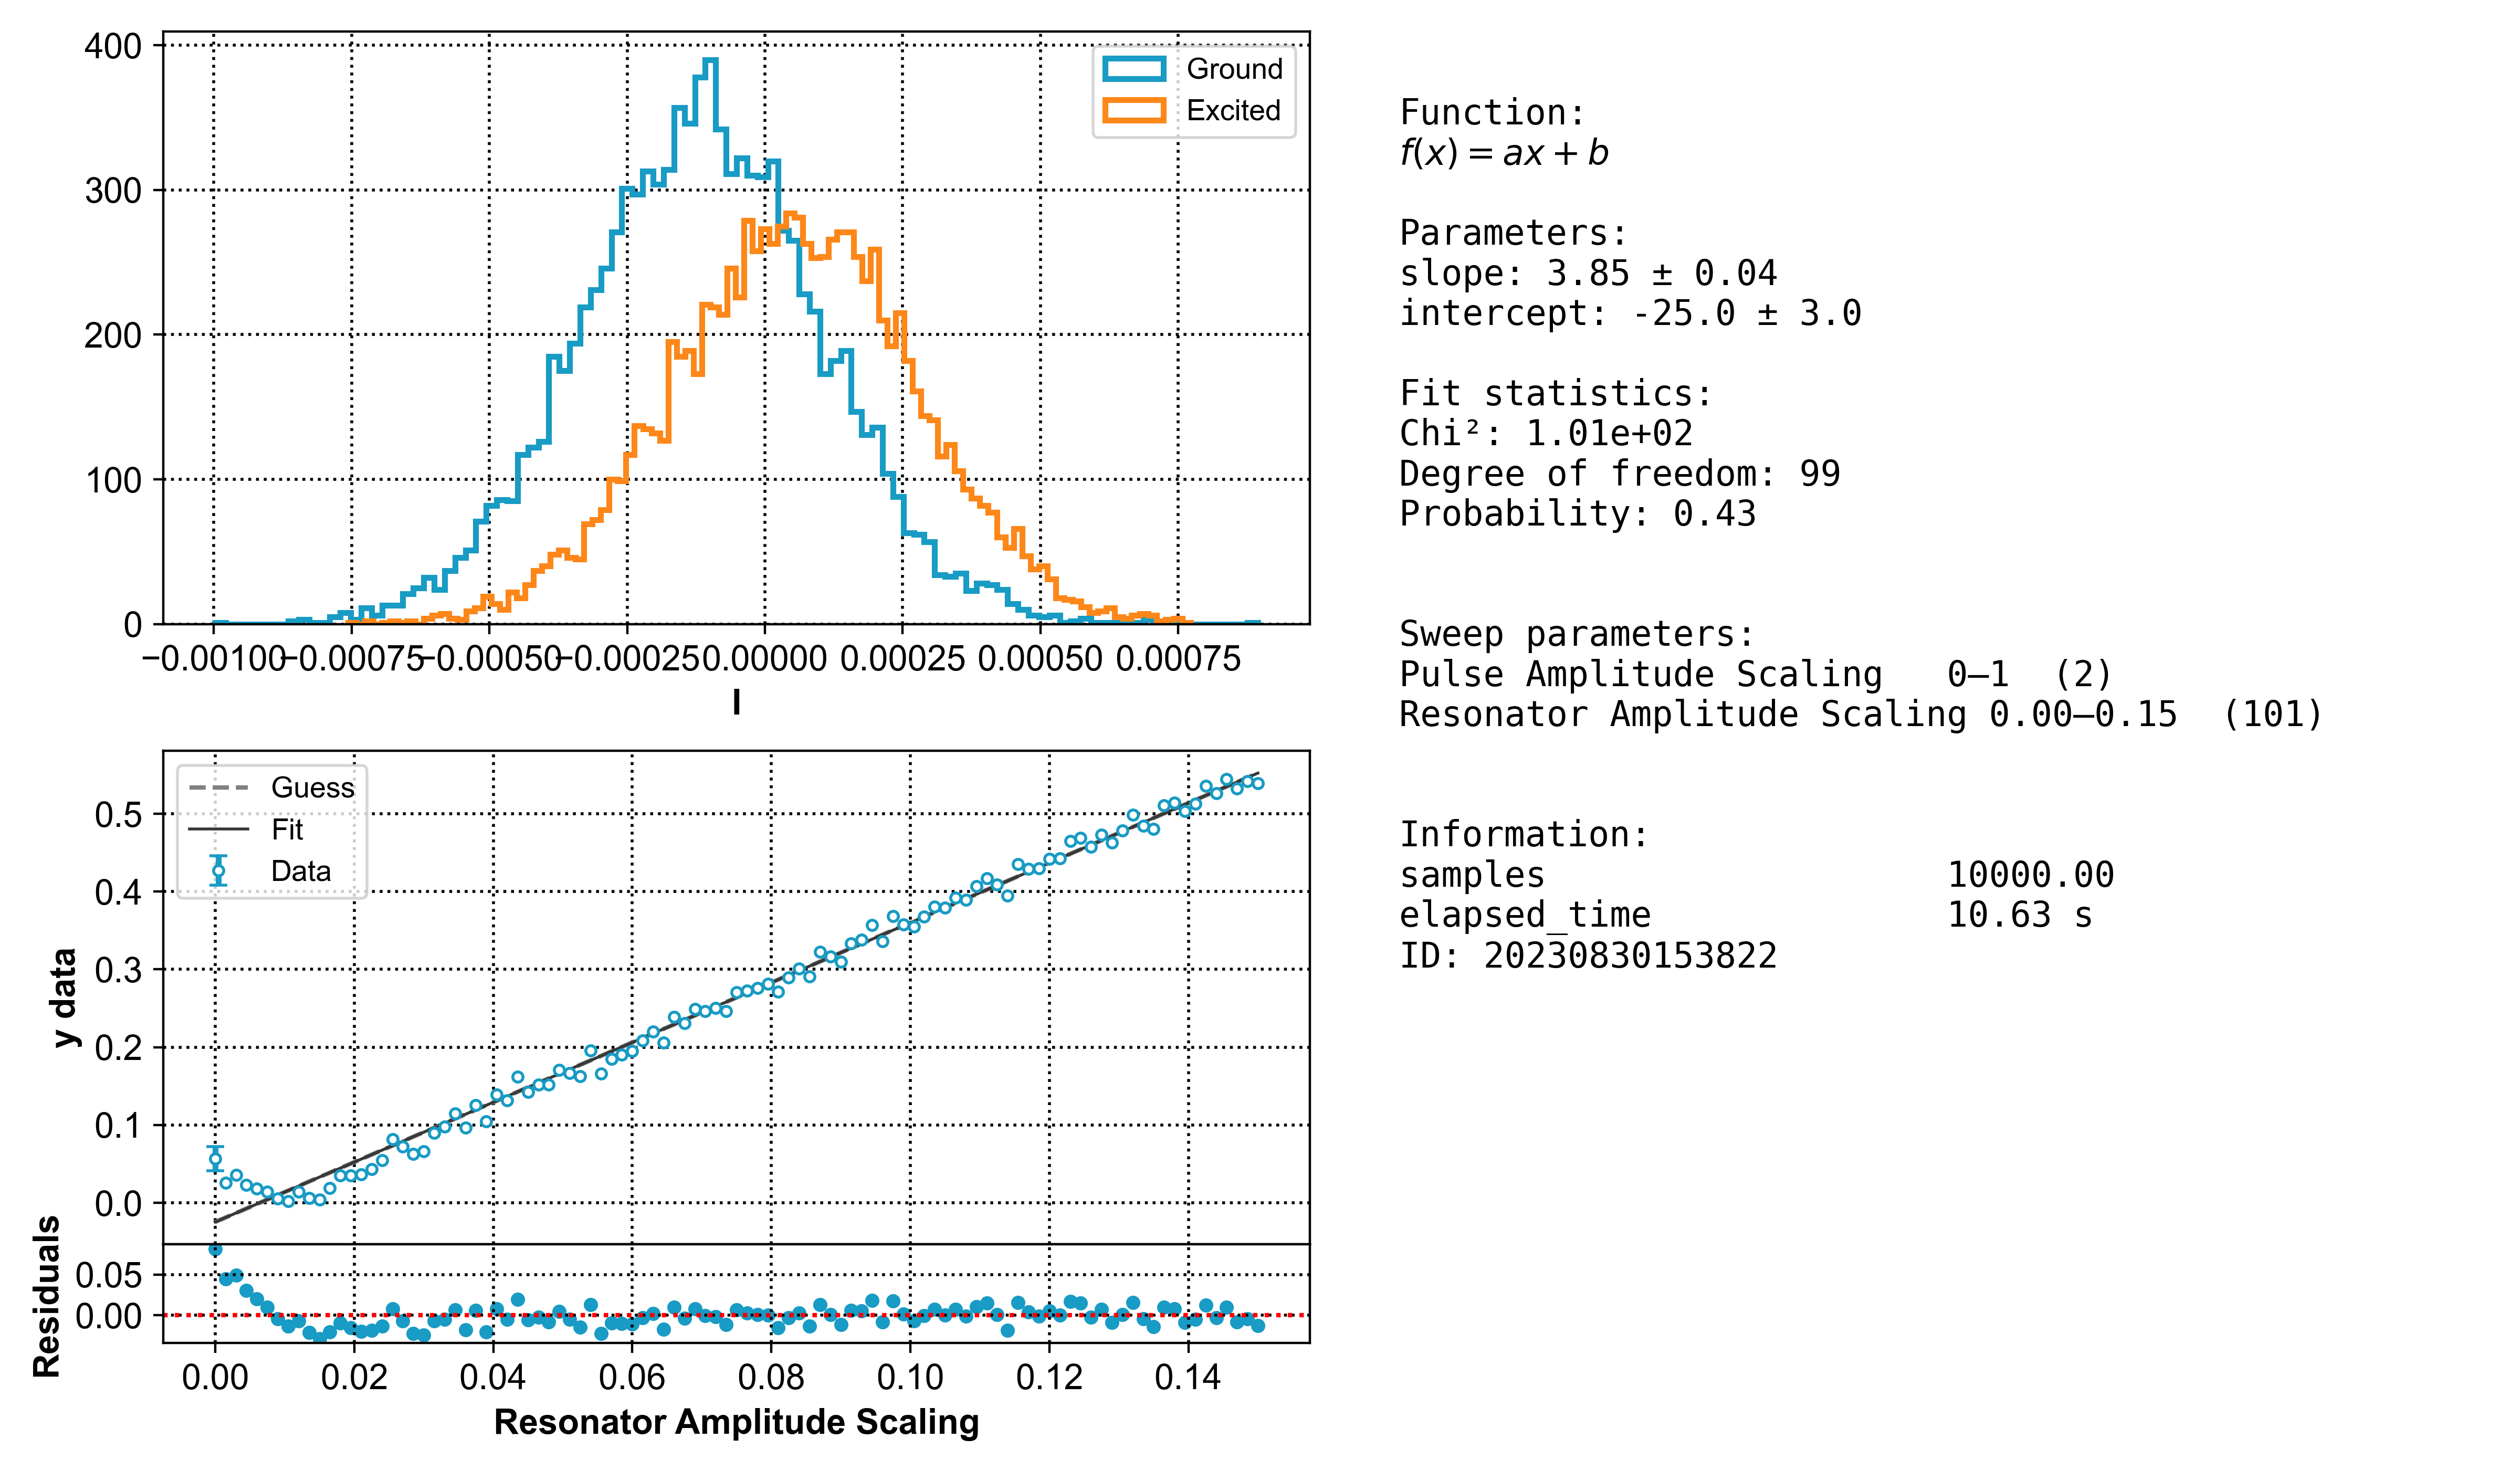 400
300
200
100
0
Ground
Excited
−0.00100 −0.00075 −0.00050 −0.00025 0.00000 0.00025 0.00050 0.00075
I
Guess
Fit
Data
0.5
0.4
0.3
0.2
0.1
0.0
y data
0.05
0.00
Residuals
0.00 0.02 0.04 0.06 0.08 0.10 0.12 0.14
Resonator Amplitude Scaling
Function:
f(x) = ax + b
Parameters:
slope: 3.85 ± 0.04
intercept: -25.0 ± 3.0
Fit statistics:
Chi²: 1.01e+02
Degree of freedom: 99
Probability: 0.43
Sweep parameters:
Pulse Amplitude Scaling 0–1 (2)
Resonator Amplitude Scaling 0.00–0.15 (101)
Information:
samples 10000.00
elapsed_time 10.63 s
ID: 20230830153822